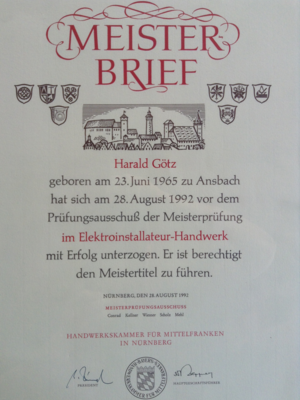 MEISTER-
BRIEF
Harald Götz
geboren am 23. Juni 1965 zu Ansbach
hat sich am 28. August 1992 vor dem
Prüfungsausschuß der Meisterprüfung
im Elektroinstallateur-Handwerk
mit Erfolg unterzogen. Er ist berechtigt
den Meistertitel zu führen.
NÜRNBERG, DEN 28. AUGUST 1992
MEISTERPRÜFUNGSAUSSCHUSS
HANDWERKSKAMMER FÜR MITTELFRANKEN
IN NÜRNBERG
PRÄSIDENT